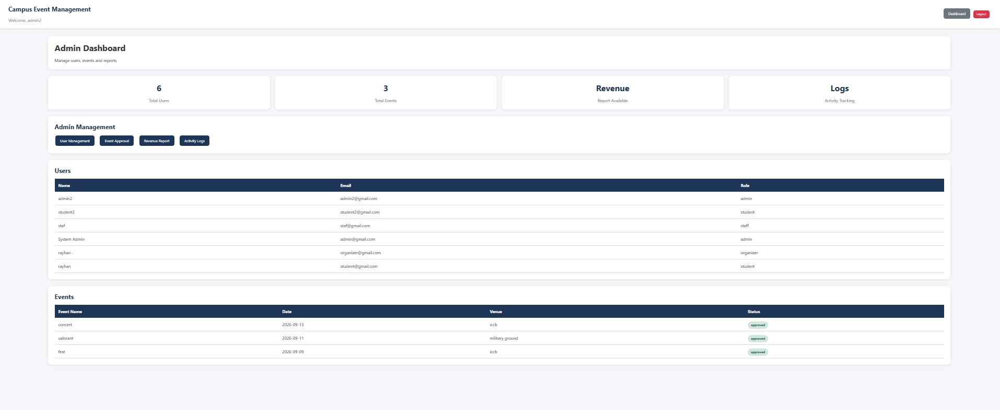 Campus Event Management
Welcome, admin2
Dashboard Logout
Admin Dashboard
Manage users, events and reports
6
Total Users
3
Total Events
Revenue
Report Available
Logs
Activity Tracking
Admin Management
User Management Event Approval Revenue Report Activity Logs
Users
Name Email Role
admin2 admin2@gmail.com admin
student2 student2@gmail.com student
staf staf@gmail.com staff
System Admin admin@gmail.com admin
rayhan . organizer@gmail.com organizer
rayhan student@gmail.com student
Events
Event Name Date Venue Status
concert 2026-09-13 iccb approved
valorant 2026-09-11 military ground approved
fest 2026-09-09 iccb approved